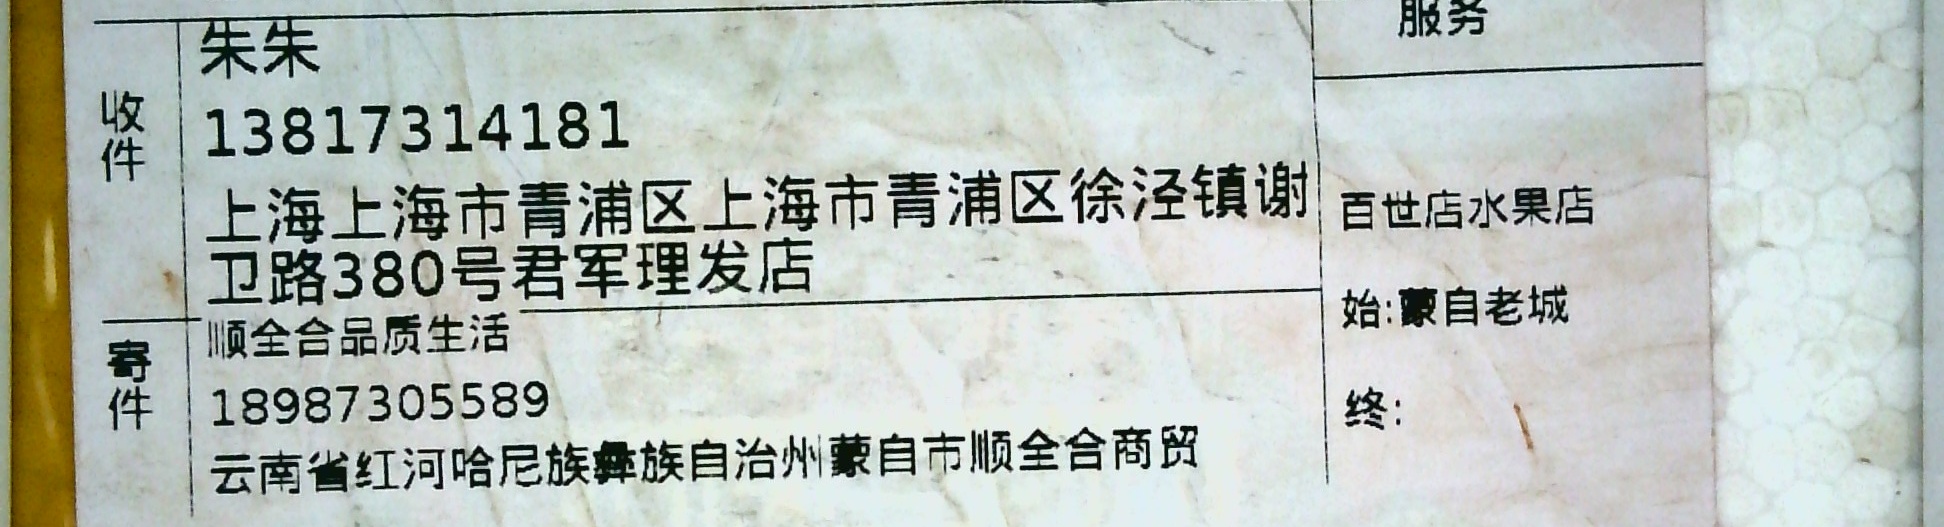 收件
朱朱
13817314181
上海上海市青浦区上海市青浦区徐泾镇谢
卫路380号君军理发店
寄件
顺全合品质生活
18987305589
云南省红河哈尼族彝族自治州蒙自市顺全合商贸
服务
百世店水果店
始:蒙自老城
终: